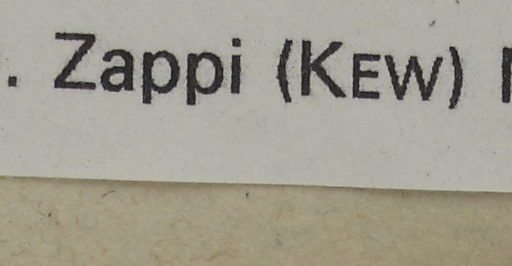 . Zappi (KEW)